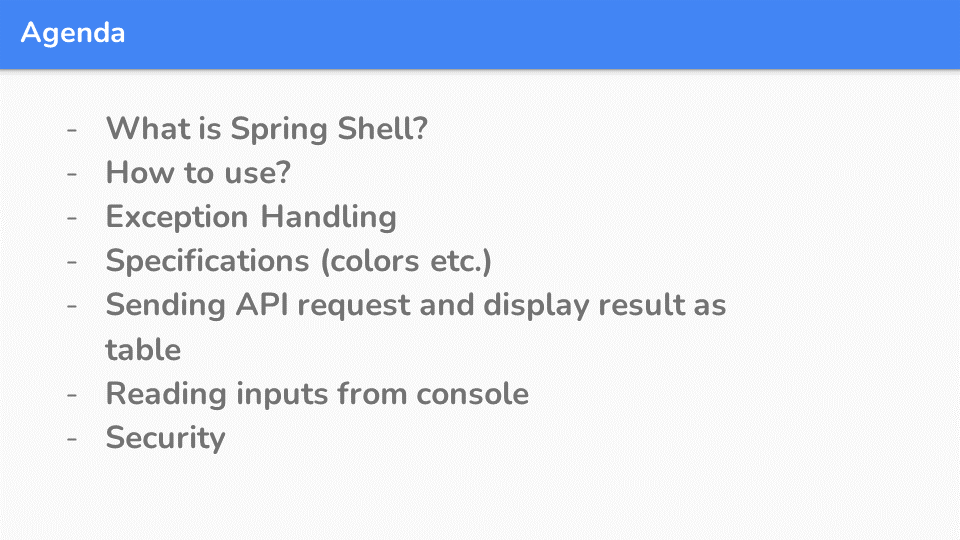 Agenda
- What is Spring Shell?
- How to use?
- Exception Handling
- Specifications (colors etc.)
- Sending API request and display result as
table
- Reading inputs from console
- Security